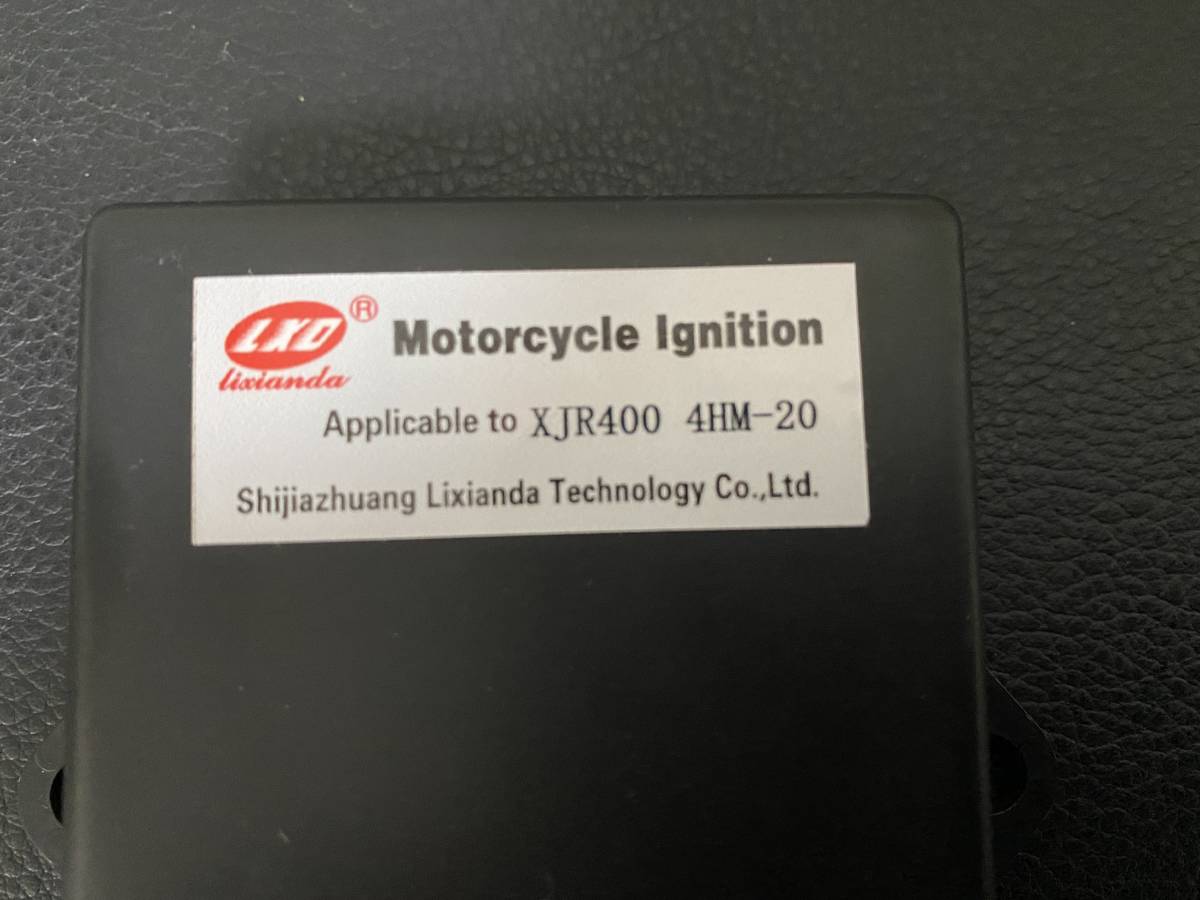 LXD® Motorcycle Ignition
lixianda
Applicable to XJR400 4HM-20
Shijiazhuang Lixianda Technology Co.,Ltd.